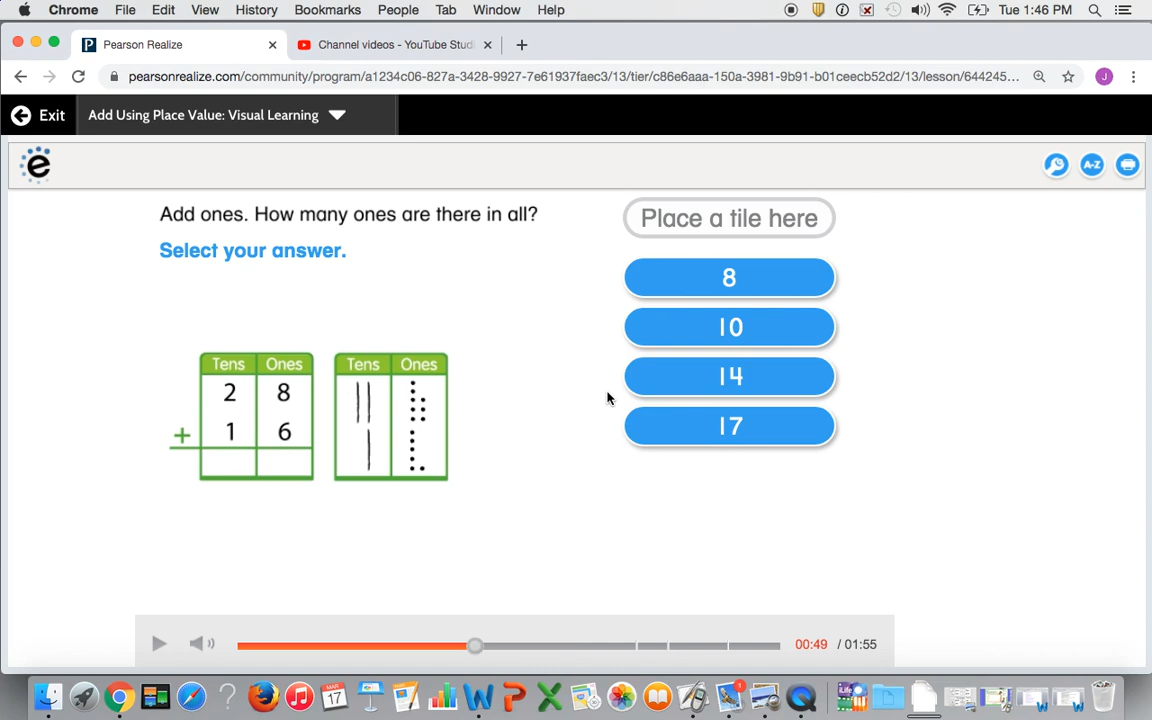 Chrome File Edit View History Bookmarks People Tab Window Help Tue 1:46 PM
Pearson Realize Channel videos - YouTube Stud
pearsonrealize.com/community/program/a1234c06-827a-3428-9927-7e61937faec3/13/tier/c86e6aaa-150a-3981-9b91-b01ceecb52d2/13/lesson/644245...
J
Exit Add Using Place Value: Visual Learning
e
A-Z
Add ones. How many ones are there in all?
Select your answer.
Place a tile here
8
10
14
17
Tens Ones Tens Ones
2 8
+ 1 6
00:49 / 01:55
MAR
17
1